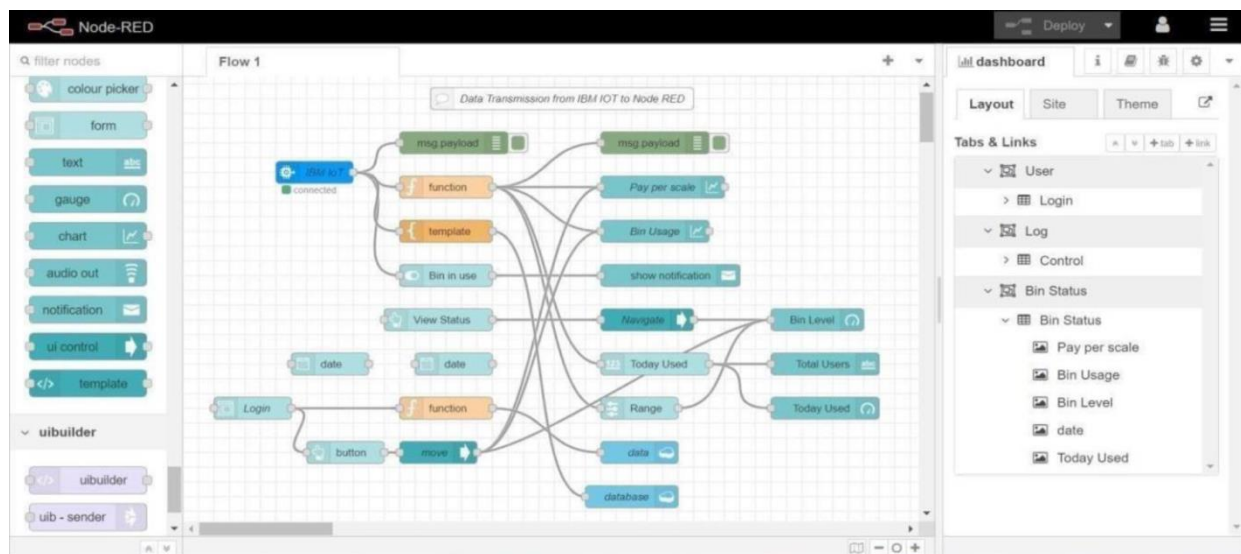 Node-RED
Deploy
filter nodes
colour picker
form
text
abc
gauge
chart
audio out
notification
ui control
</> template
uibuilder
</> uibuilder
uib - sender
Flow 1
Data Transmission from IBM IOT to Node RED
IBM IoT
connected
msg.payload
msg.payload
function
Pay per scale
template
Bin Usage
Bin in use
show notification
View Status
Navigate
Bin Level
date
date
123 Today Used
Total Users abc
Login
function
Range
Today Used
button
move
data
database
dashboard
i
Layout
Site
Theme
Tabs & Links
+ tab
+ link
User
Login
Log
Control
Bin Status
Bin Status
Pay per scale
Bin Usage
Bin Level
date
Today Used